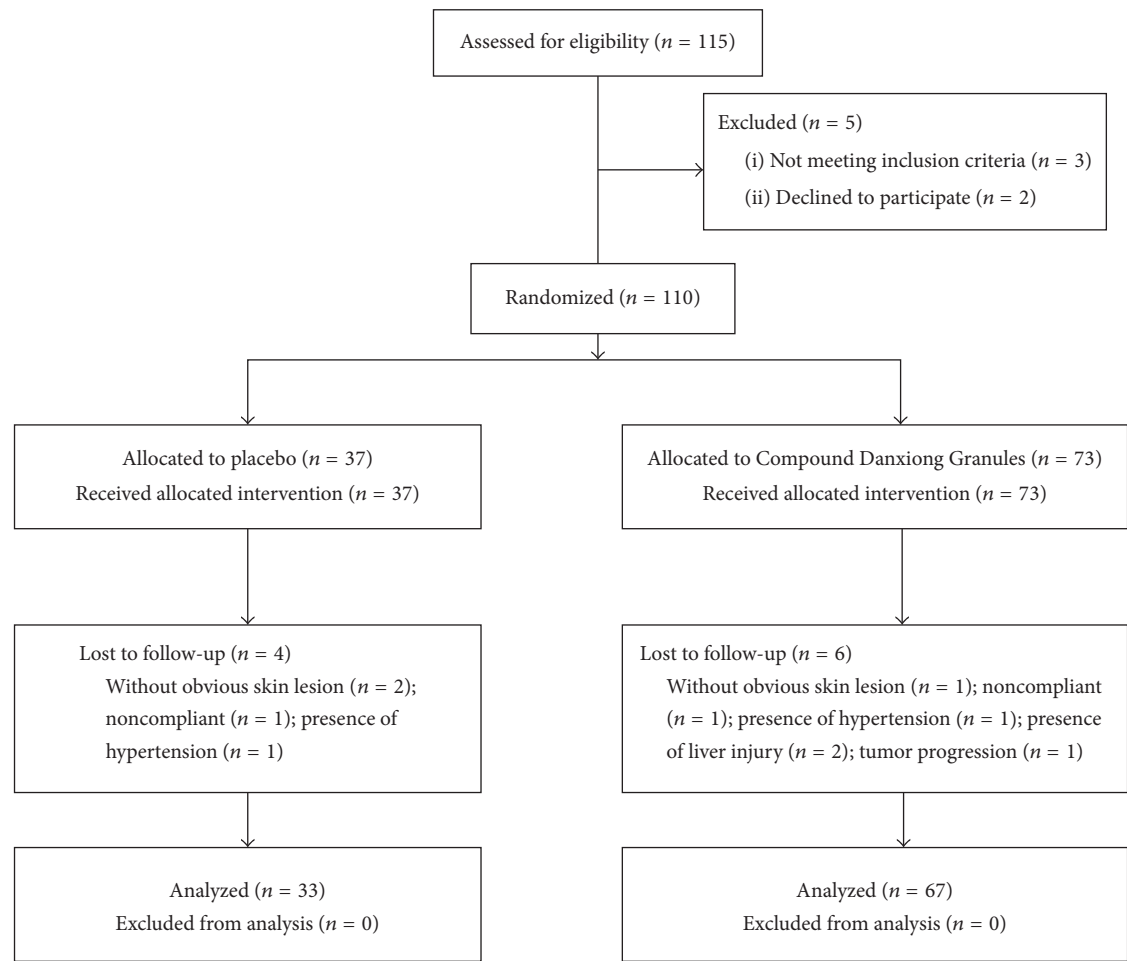 Assessed for eligibility (n = 115)
Excluded (n = 5)
(i) Not meeting inclusion criteria (n = 3)
(ii) Declined to participate (n = 2)
Randomized (n = 110)
Allocated to placebo (n = 37)
Received allocated intervention (n = 37)
Allocated to Compound Danxiong Granules (n = 73)
Received allocated intervention (n = 73)
Lost to follow-up (n = 4)
Without obvious skin lesion (n = 2);
noncompliant (n = 1); presence of
hypertension (n = 1)
Lost to follow-up (n = 6)
Without obvious skin lesion (n = 1); noncompliant
(n = 1); presence of hypertension (n = 1); presence
of liver injury (n = 2); tumor progression (n = 1)
Analyzed (n = 33)
Excluded from analysis (n = 0)
Analyzed (n = 67)
Excluded from analysis (n = 0)